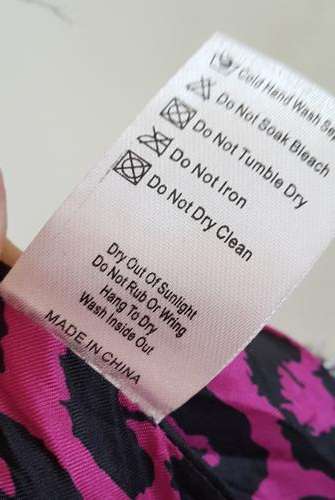 Cold Hand Wash
Do Not Soak Bleach
Do Not Tumble Dry
Do Not Iron
Do Not Dry Clean
Dry Out Of Sunlight
Do Not Rub Or Wring
Hang To Dry
Wash Inside Out
MADE IN CHINA